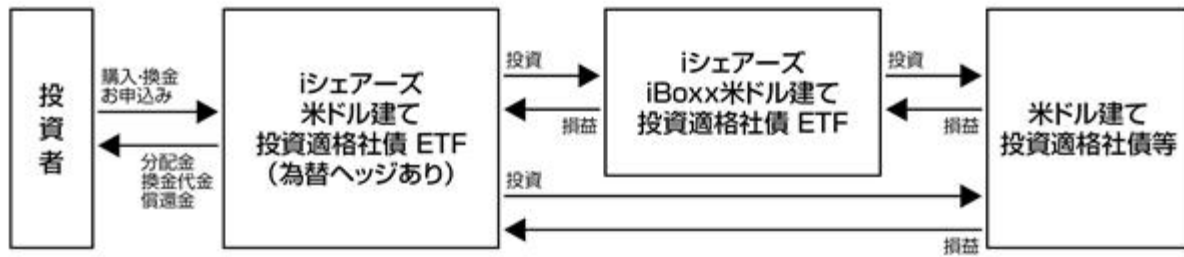 投資者
購入・換金
お申込み
分配金
換金代金
償還金
iシェアーズ
米ドル建て
投資適格社債 ETF
（為替ヘッジあり）
投資
損益
iシェアーズ
iBoxx米ドル建て
投資適格社債 ETF
投資
損益
投資
損益
米ドル建て
投資適格社債等